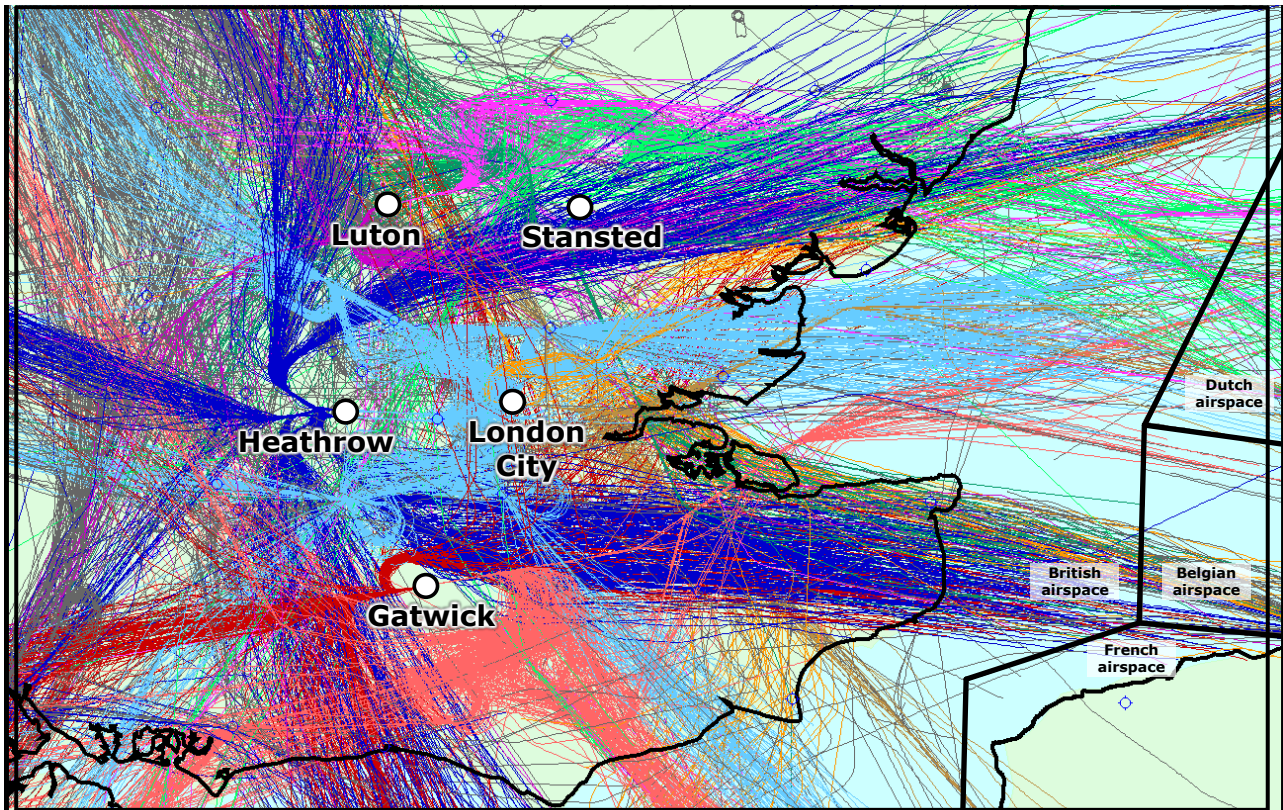 Luton
Stansted
Dutch
airspace
Heathrow
London
City
British
airspace
Belgian
airspace
Gatwick
French
airspace